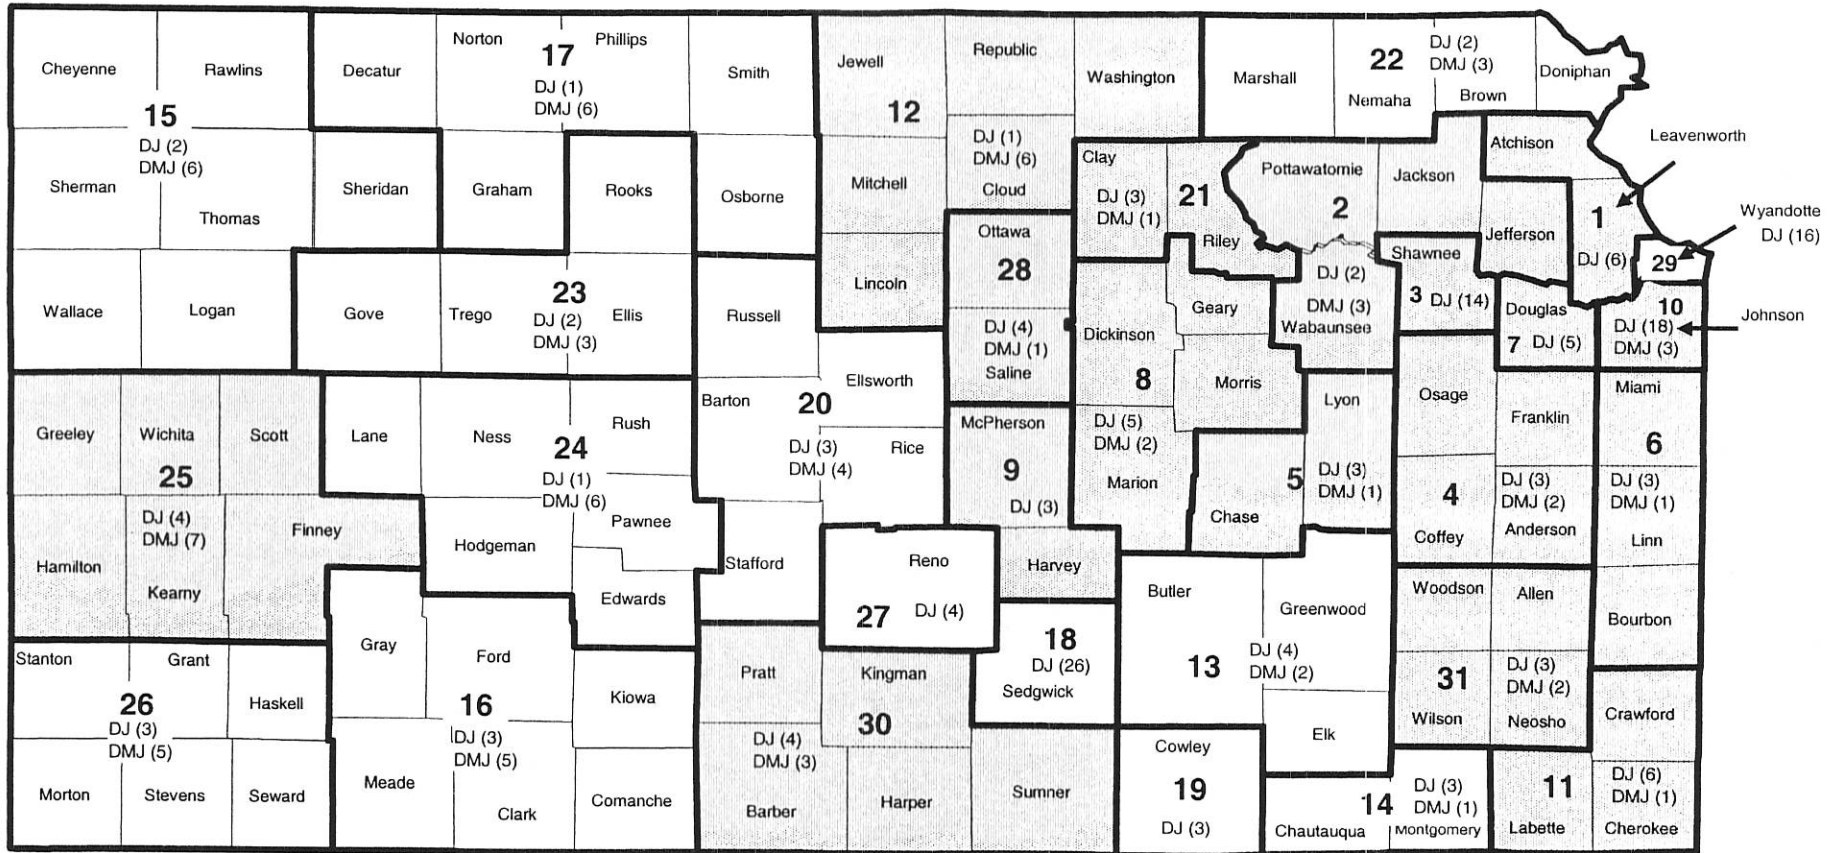 Cheyenne
Rawlins
15
DJ (2)
DMJ (6)
Sherman
Thomas
Wallace
Logan
Sheridan
Decatur
Norton
17
Phillips
DJ (1)
DMJ (6)
Smith
Graham
Rooks
Osborne
Gove
Trego
23
DJ (2)
DMJ (3)
Ellis
Jewell
Republic
Washington
12
DJ (1)
DMJ (6)
Cloud
Mitchell
Lincoln
Marshall
22
DJ (2)
DMJ (3)
Nemaha
Brown
Doniphan
Clay
DJ (3)
DMJ (1)
21
Riley
Pottawatomie
2
Jackson
DJ (2)
DMJ (3)
Wabaunsee
Jefferson
Atchison
1
DJ (6)
Leavenworth
Wyandotte
DJ (16)
29
10
DJ (18)
DMJ (3)
Johnson
Shawnee
3 DJ (14)
Douglas
7 DJ (5)
Ottawa
28
DJ (4)
DMJ (1)
Saline
Geary
Dickinson
8
Morris
DJ (5)
DMJ (2)
Marion
Russell
Ellsworth
Barton
20
DJ (3)
DMJ (4)
Rice
Stafford
McPherson
9
DJ (3)
Harvey
Lyon
5
DJ (3)
DMJ (1)
Chase
Osage
Franklin
4
DJ (3)
DMJ (2)
Coffey
Anderson
Miami
6
DJ (3)
DMJ (1)
Linn
Bourbon
Greeley
Wichita
Scott
25
DJ (4)
DMJ (7)
Finney
Hamilton
Kearny
Lane
Ness
Rush
24
DJ (1)
DMJ (6)
Pawnee
Hodgeman
Edwards
Stanton
Grant
Haskell
26
DJ (3)
DMJ (5)
Morton
Stevens
Seward
Gray
Ford
16
DJ (3)
DMJ (5)
Kiowa
Meade
Clark
Comanche
Reno
27
DJ (4)
Pratt
Kingman
30
DJ (4)
DMJ (3)
Barber
Harper
Sumner
18
DJ (26)
Sedgwick
Butler
Greenwood
13
DJ (4)
DMJ (2)
Elk
Cowley
19
DJ (3)
14
DJ (3)
DMJ (1)
Chautauqua
Montgomery
Woodson
Allen
31
DJ (3)
DMJ (2)
Wilson
Neosho
Crawford
11
DJ (6)
DMJ (1)
Labette
Cherokee